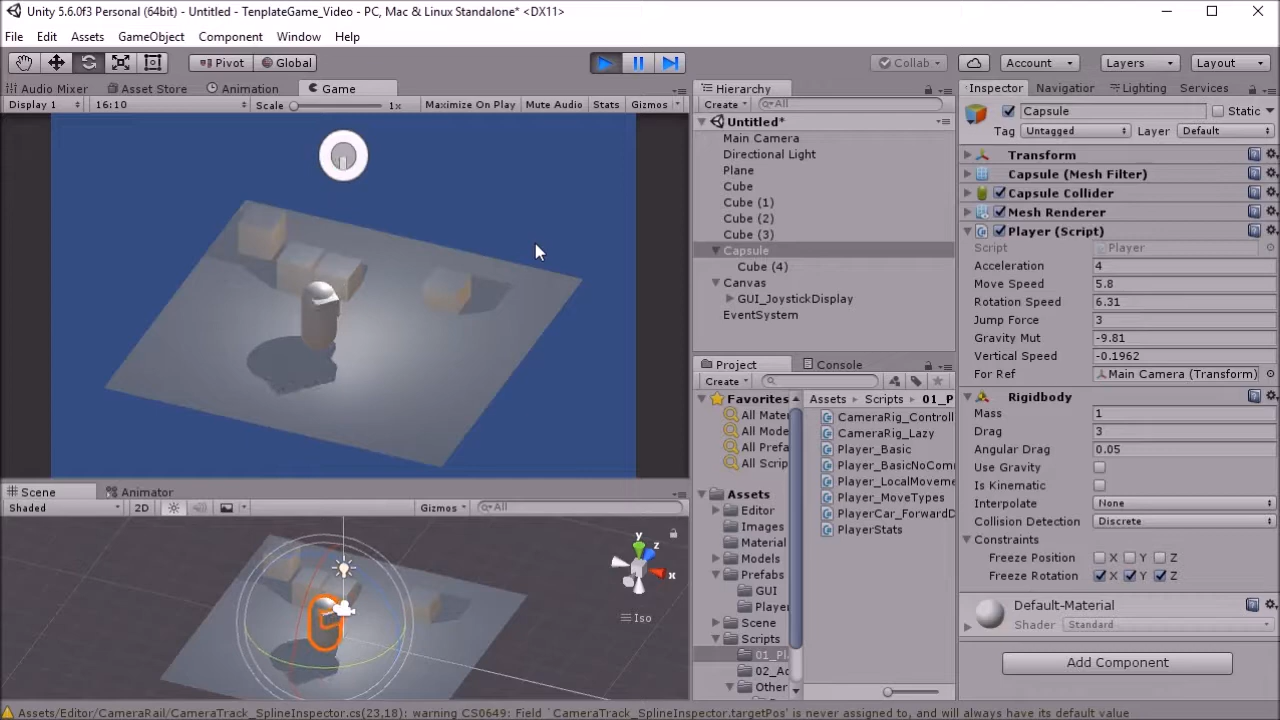 Unity 5.6.0f3 Personal (64bit) - Untitled - TenplateGame_Video - PC, Mac & Linux Standalone* <DX11>
File Edit Assets GameObject Component Window Help
Pivot Global Collab Account Layers Layout
Audio Mixer Asset Store Animation Game
Display 1 16:10 Scale 1x Maximize On Play Mute Audio Stats Gizmos
Hierarchy
Create All
Untitled*
Main Camera
Directional Light
Plane
Cube
Cube (1)
Cube (2)
Cube (3)
Capsule
Cube (4)
Canvas
GUI_JoystickDisplay
EventSystem
Inspector Navigation Lighting Services
Capsule Static
Tag Untagged Layer Default
Transform
Capsule (Mesh Filter)
Capsule Collider
Mesh Renderer
Player (Script)
Script Player
Acceleration 4
Move Speed 5.8
Rotation Speed 6.31
Jump Force 3
Gravity Mut -9.81
Vertical Speed -0.1962
For Ref Main Camera (Transform)
Rigidbody
Mass 1
Drag 3
Angular Drag 0.05
Use Gravity
Is Kinematic
Interpolate None
Collision Detection Discrete
Constraints
Freeze Position X Y Z
Freeze Rotation X Y Z
Default-Material
Shader Standard
Add Component
Project Console
Create
Favorites
All Mate
All Mode
All Prefa
All Scrip
Assets
Editor
Images
Material
Models
Prefabs
GUI
Player
Scene
Scripts
01_Pl
02_Ac
Other
Assets Scripts 01_P
CameraRig_Controll
CameraRig_Lazy
Player_Basic
Player_BasicNoComm
Player_LocalMoveme
Player_MoveTypes
PlayerCar_ForwardD
PlayerStats
Scene Animator
Shaded 2D Gizmos All
y
z
x
Iso
Assets/Editor/CameraRail/CameraTrack_SplineInspector.cs(23,18): warning CS0649: Field `CameraTrack_SplineInspector.targetPos' is never assigned to, and will always have its default value